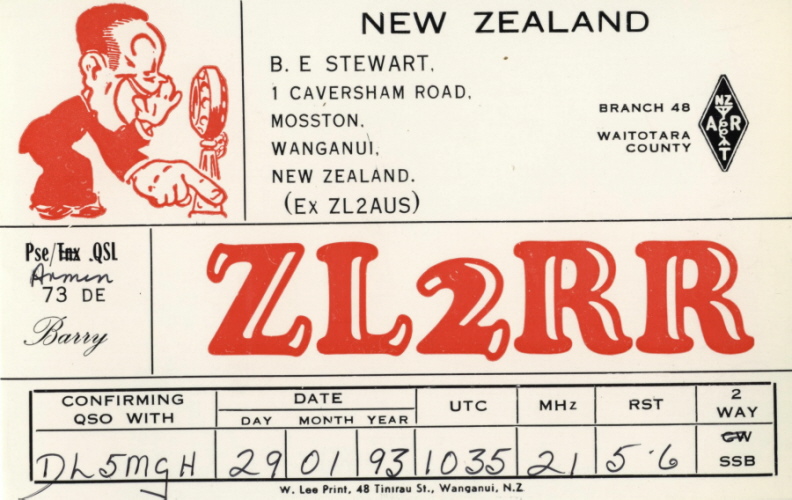 NEW ZEALAND
B. E STEWART.
1 CAVERSHAM ROAD.
MOSSTON.
WANGANUI.
NEW ZEALAND.
(Ex ZL2AUS)
BRANCH 48
WAITOTARA
COUNTY
NZ
A R
T
Pse/Tnx .QSL
Armin
73 DE
Barry
ZL2RR
CONFIRMING QSO WITH DATE UTC MHz RST 2 WAY
DAY MONTH YEAR
DL5MGH 29 01 93 1035 21 5·6 CW SSB
W. Lee Print, 48 Tinirau St., Wanganui, N.Z